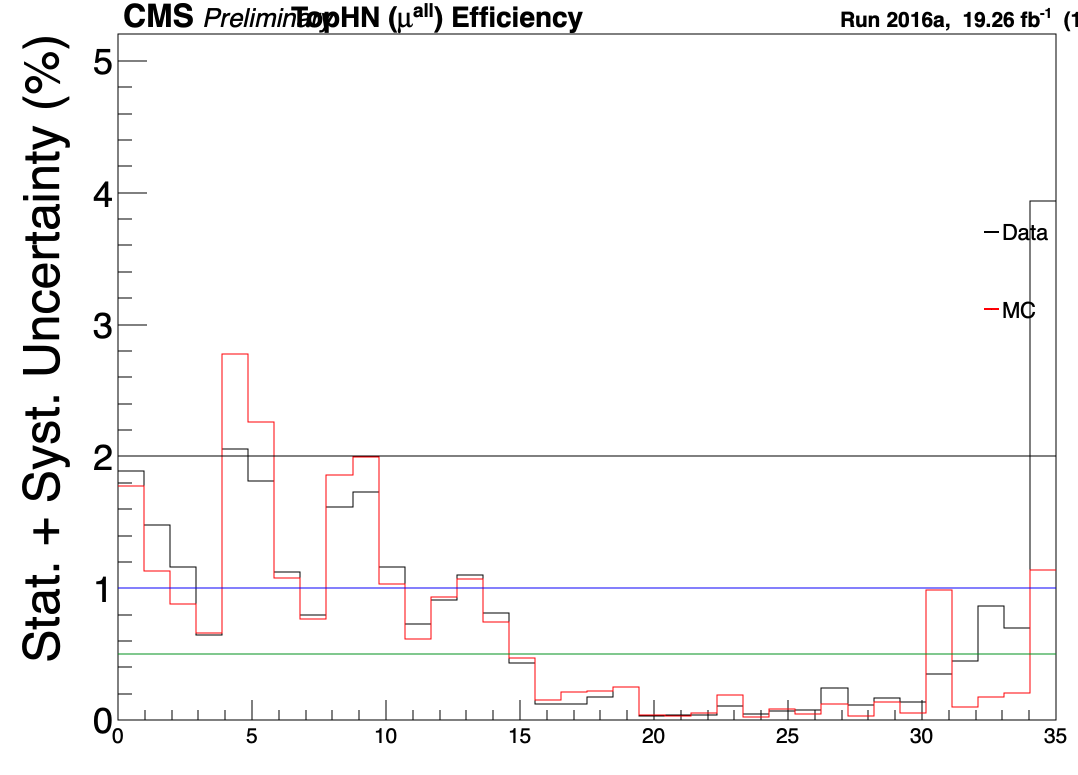 CMS Preliminary TopHN (μall) Efficiency Run 2016a, 19.26 fb-1 (1
Stat. + Syst. Uncertainty (%)
5
4
3
2
1
0
Data
MC
0 5 10 15 20 25 30 35